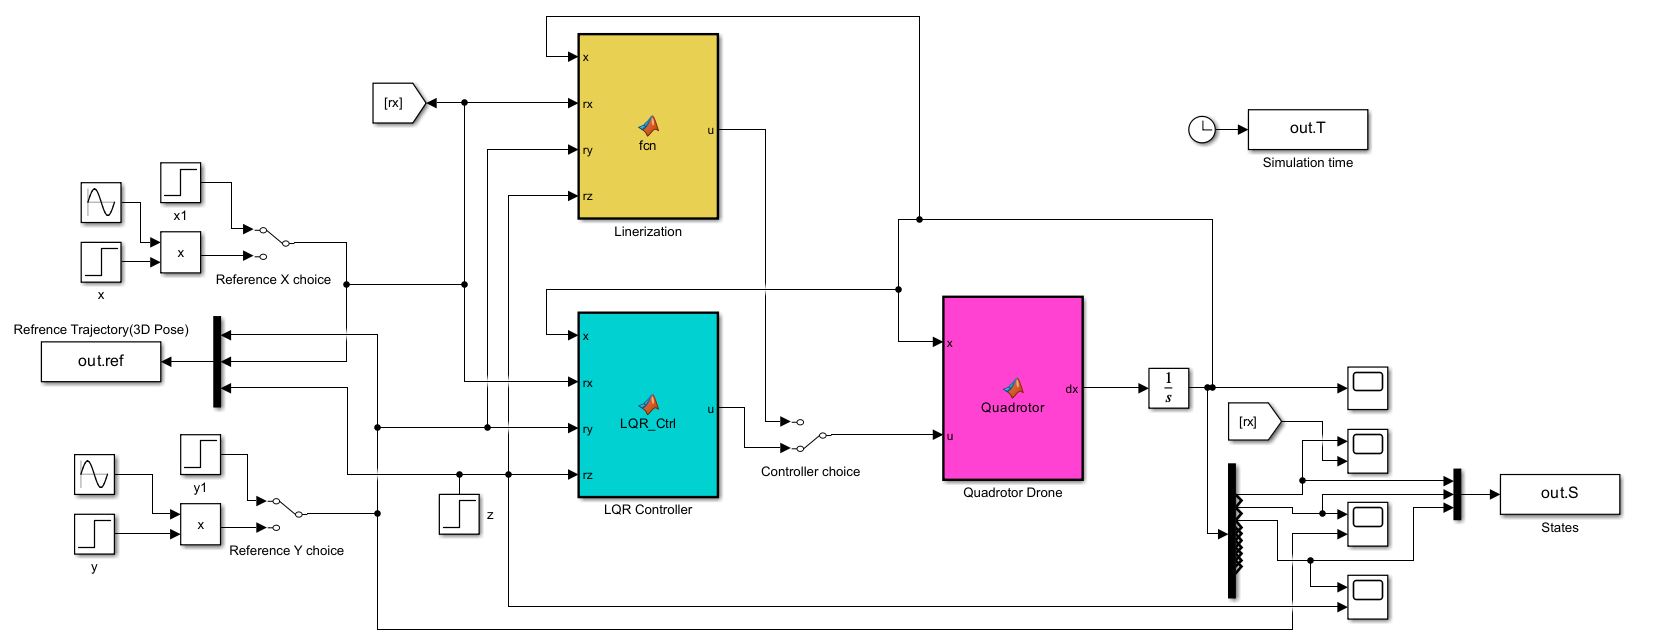 x
rx
ry
rz
fcn
u
Linerization
[rx]
out.T
Simulation time
x1
x
x
Reference X choice
Refrence Trajectory(3D Pose)
out.ref
x
rx
ry
rz
LQR_Ctrl
u
LQR Controller
Controller choice
x
u
Quadrotor
dx
Quadrotor Drone
1
s
[rx]
y1
x
y
Reference Y choice
z
out.S
States